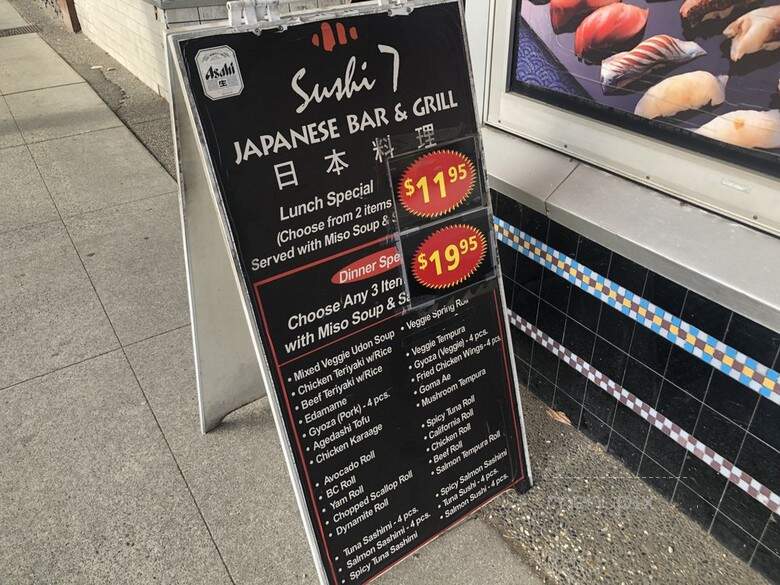 Asahi
Sushi 7
JAPANESE BAR & GRILL
日本料理
Lunch Special
(Choose from 2 items
Served with Miso Soup &
$11.95
Dinner Spe
$19.95
Choose Any 3 Iten
with Miso Soup & S
• Mixed Veggie Udon Soup
• Chicken Teriyaki w/Rice
• Beef Teriyaki w/Rice
• Edamame
• Gyoza (Pork) - 4 pcs.
• Agedashi Tofu
• Chicken Karaage
• Avocado Roll
• BC Roll
• Yam Roll
• Chopped Scallop Roll
• Dynamite Roll
• Tuna Sashimi - 4 pcs.
• Salmon Sashimi - 4 pcs.
• Spicy Tuna Sashimi
• Veggie Spring Roll
• Veggie Tempura
• Gyoza (Veggie) - 4 pcs.
• Fried Chicken Wings - 4 pcs.
• Goma Ae
• Mushroom Tempura
• Spicy Tuna Roll
• California Roll
• Chicken Roll
• Beef Roll
• Salmon Tempura Roll
• Spicy Salmon Sashimi
• Tuna Sushi - 4 pcs.
• Salmon Sushi - 4 pcs.